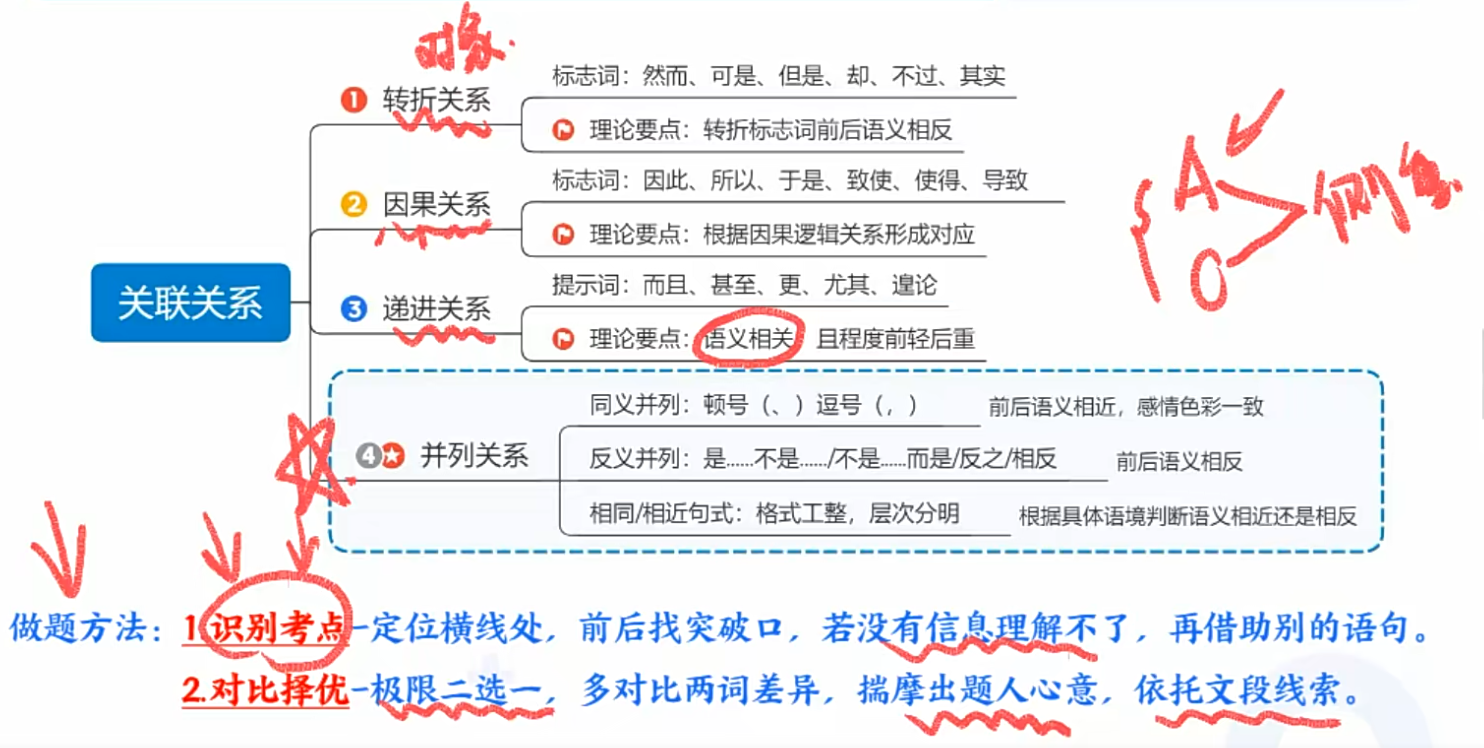 对象
标志词：然而、可是、但是、却、不过、其实
1 转折关系
理论要点：转折标志词前后语义相反
标志词：因此、所以、于是、致使、使得、导致
2 因果关系
理论要点：根据因果逻辑关系形成对应
A
侧重
O
提示词：而且、甚至、更、尤其、遑论
关联关系
3 递进关系
理论要点：语义相关 且程度前轻后重
同义并列：顿号（、）逗号（，） 前后语义相近，感情色彩一致
4 并列关系
反义并列：是......不是....../不是......而是/反之/相反 前后语义相反
相同/相近句式：格式工整，层次分明 根据具体语境判断语义相近还是相反
做题方法：1.识别考点-定位横线处，前后找突破口，若没有信息理解不了，再借助别的语句。
2.对比择优-极限二选一，多对比两词差异，揣摩出题人心意，依托文段线索。